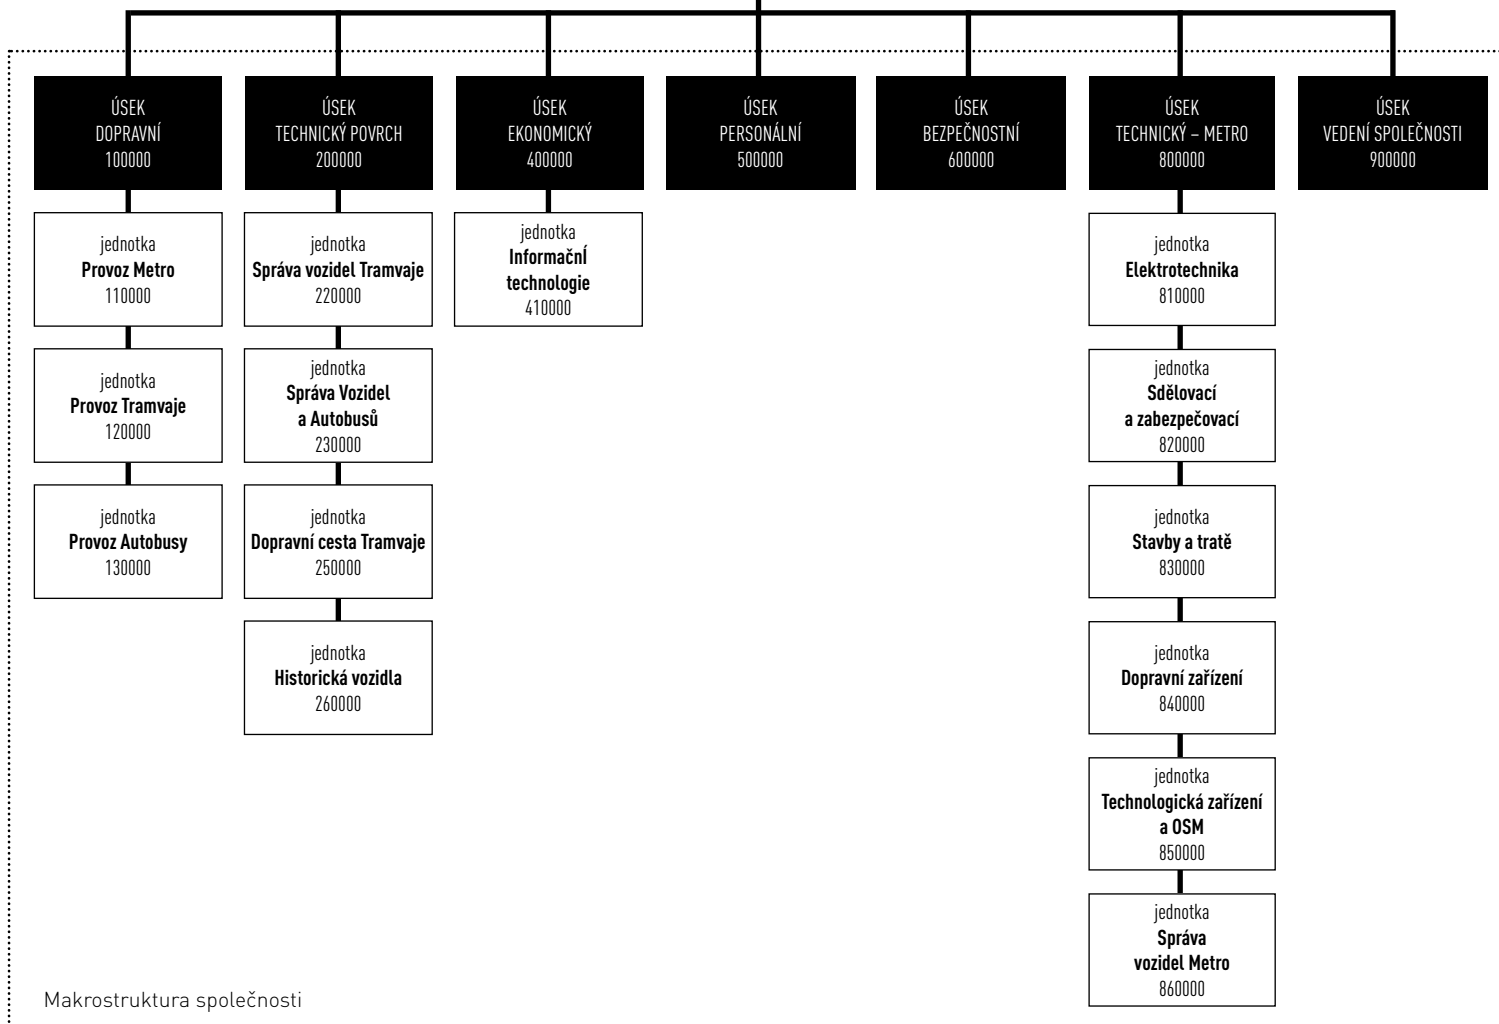 ÚSEK
DOPRAVNÍ
100000
ÚSEK
TECHNICKÝ POVRCH
200000
ÚSEK
EKONOMICKÝ
400000
ÚSEK
PERSONÁLNÍ
500000
ÚSEK
BEZPEČNOSTNÍ
600000
ÚSEK
TECHNICKÝ – METRO
800000
ÚSEK
VEDENÍ SPOLEČNOSTI
900000
jednotka
Provoz Metro
110000
jednotka
Provoz Tramvaje
120000
jednotka
Provoz Autobusy
130000
jednotka
Správa vozidel Tramvaje
220000
jednotka
Správa Vozidel
a Autobusů
230000
jednotka
Dopravní cesta Tramvaje
250000
jednotka
Historická vozidla
260000
jednotka
InformačnÍ
technologie
410000
jednotka
Elektrotechnika
810000
jednotka
Sdělovací
a zabezpečovací
820000
jednotka
Stavby a tratě
830000
jednotka
Dopravní zařízení
840000
jednotka
Technologická zařízení
a OSM
850000
jednotka
Správa
vozidel Metro
860000
Makrostruktura společnosti